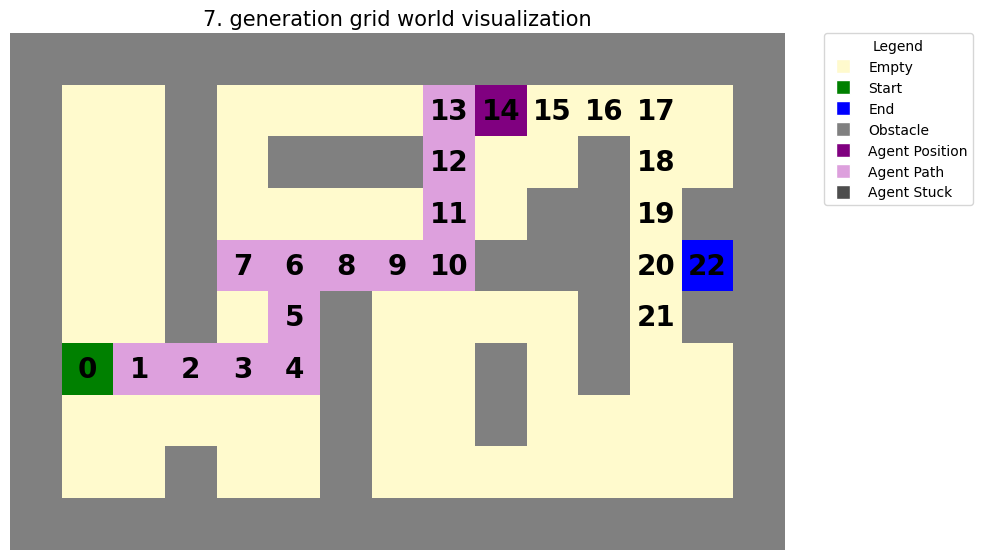 7. generation grid world visualization
13 14 15 16 17
12 18
11 19
7 6 8 9 10 20 22
5 21
0 1 2 3 4
Legend
Empty
Start
End
Obstacle
Agent Position
Agent Path
Agent Stuck